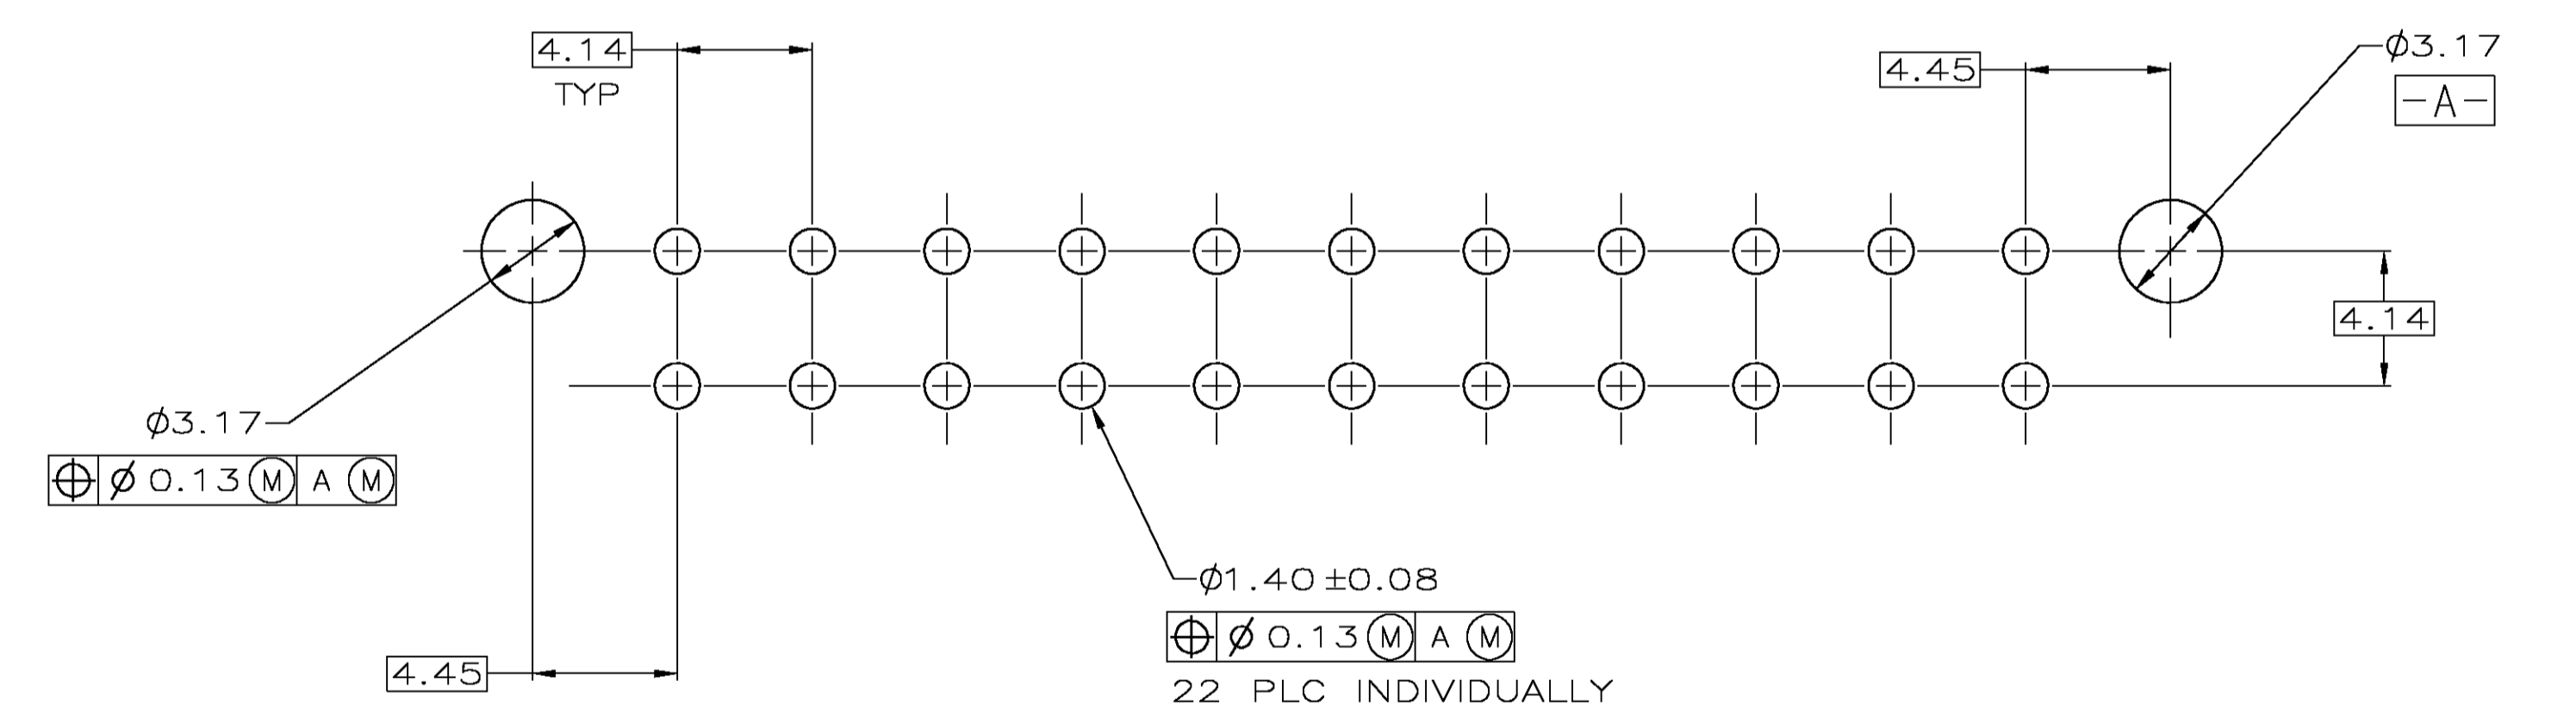 4.14
TYP
4.45
⌀3.17
-A-
4.14
⌀3.17
⌖ ⌀ 0.13 Ⓜ A Ⓜ
⌀1.40 ±0.08
⌖ ⌀ 0.13 Ⓜ A Ⓜ
22 PLC INDIVIDUALLY
4.45